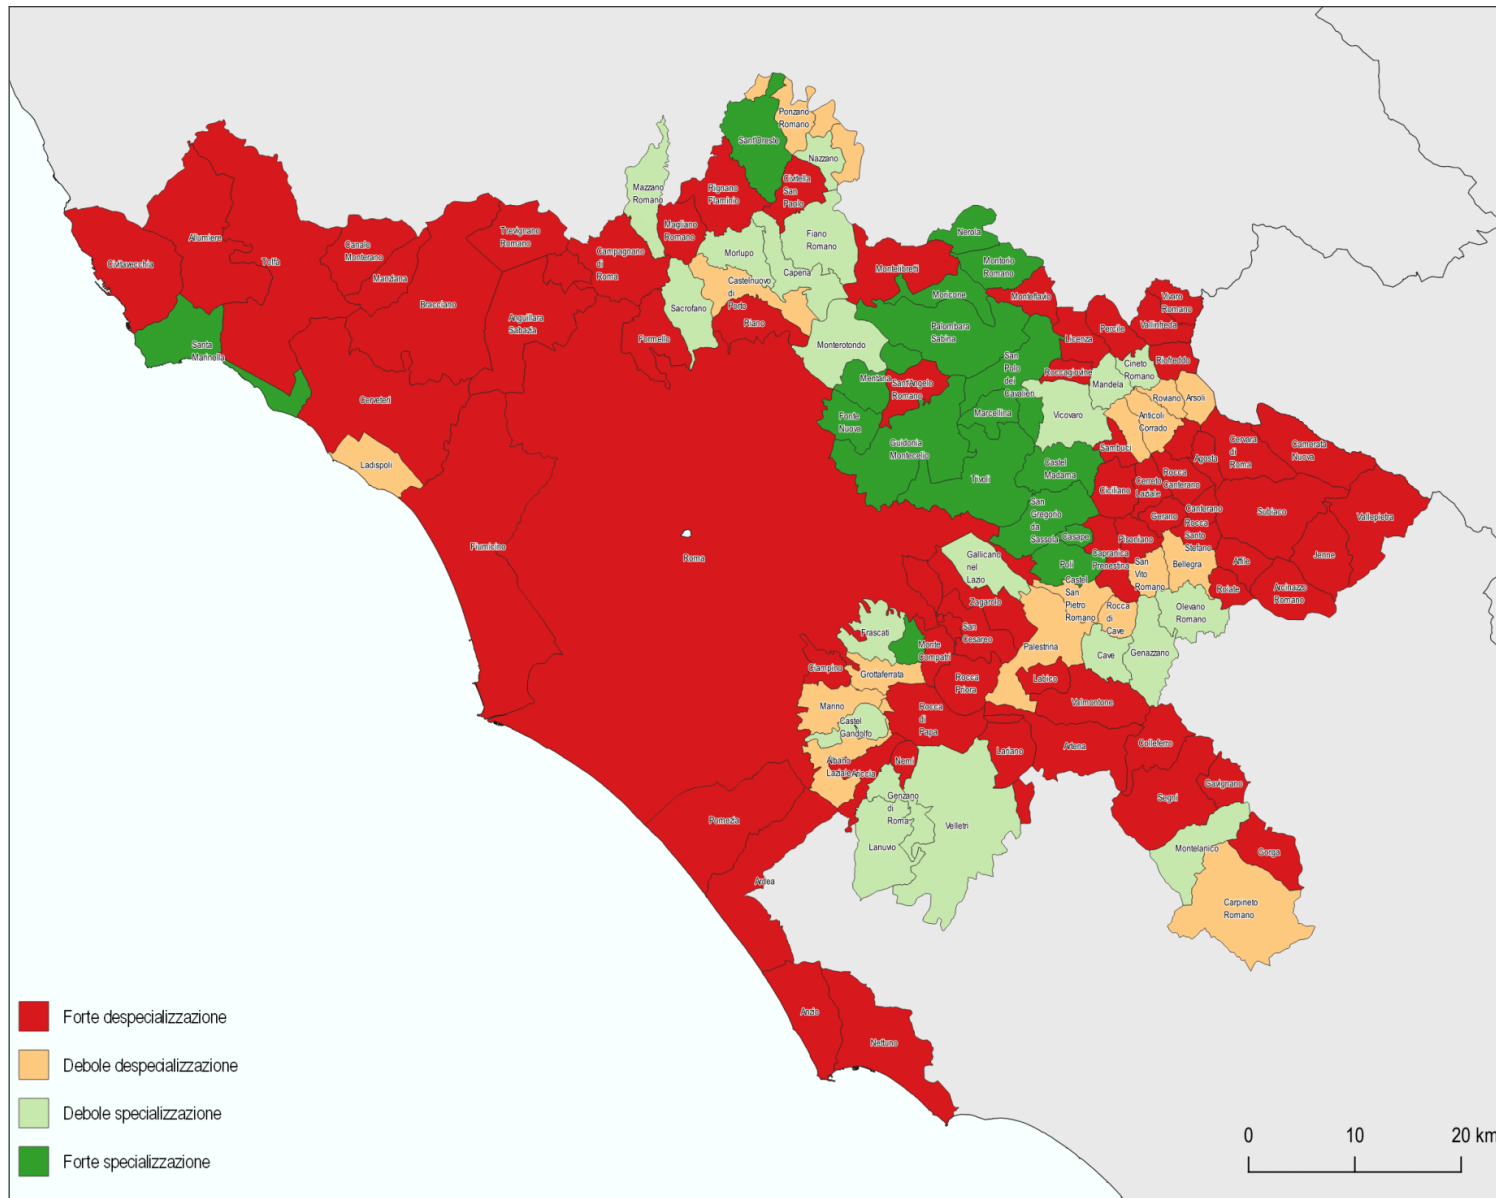 Ponzano
Romano
Sant'Oreste
Nazzano
Civitella
San
Paolo
Mazzano
Romano
Rignano
Flaminio
Magliano
Romano
Fiano
Romano
Nerola
Montorio
Romano
Allumiere
Civitavecchia
Tolfa
Canale
Monterano
Manziana
Trevignano
Romano
Campagnano
di
Roma
Morlupo
Capena
Montelibretti
Moricone
Monteflavio
Vivaro
Romano
Vallinfreda
Bracciano
Anguillara
Sabazia
Sacrofano
Castelnuovo
di
Porto
Riano
Formello
Monterotondo
Palombara
Sabina
Licenza
Percile
Riofreddo
Santa
Marinella
Cerveteri
Ladispoli
Mentana
Sant'Angelo
Romano
San
Polo
dei
Cavalieri
Roccagiovine
Mandela
Cineto
Romano
Roviano
Arsoli
Anticoli
Corrado
Vicovaro
Marcellina
Fonte
Nuova
Guidonia
Montecelio
Tivoli
Castel
Madama
Sambuci
Ciciliano
Cerreto
Laziale
Rocca
Canterano
Agosta
Cervara
di
Roma
Camerata
Nuova
San
Gregorio
da
Sassola
Casape
Poli
Capranica
Prenestina
Pisoniano
Gerano
Canterano
Rocca
Santo
Stefano
Subiaco
Vallepietra
Jenne
Affile
Arcinazzo
Romano
Roiate
Bellegra
San
Vito
Romano
Olevano
Romano
Fiumicino
Roma
Gallicano
nel
Lazio
Zagarolo
San
Cesareo
Castel
San
Pietro
Romano
Rocca
di
Cave
Cave
Genazzano
Palestrina
Frascati
Monte
Compatri
Ciampino
Grottaferrata
Rocca
Priora
Labico
Valmontone
Marino
Castel
Gandolfo
Rocca
di
Papa
Albano
Laziale
Ariccia
Nemi
Lariano
Artena
Colleferro
Segni
Gavignano
Genzano
di
Roma
Lanuvio
Velletri
Montelanico
Gorga
Carpineto
Romano
Pomezia
Ardea
Anzio
Nettuno
Forte despecializzazione
Debole despecializzazione
Debole specializzazione
Forte specializzazione
0 10 20 km